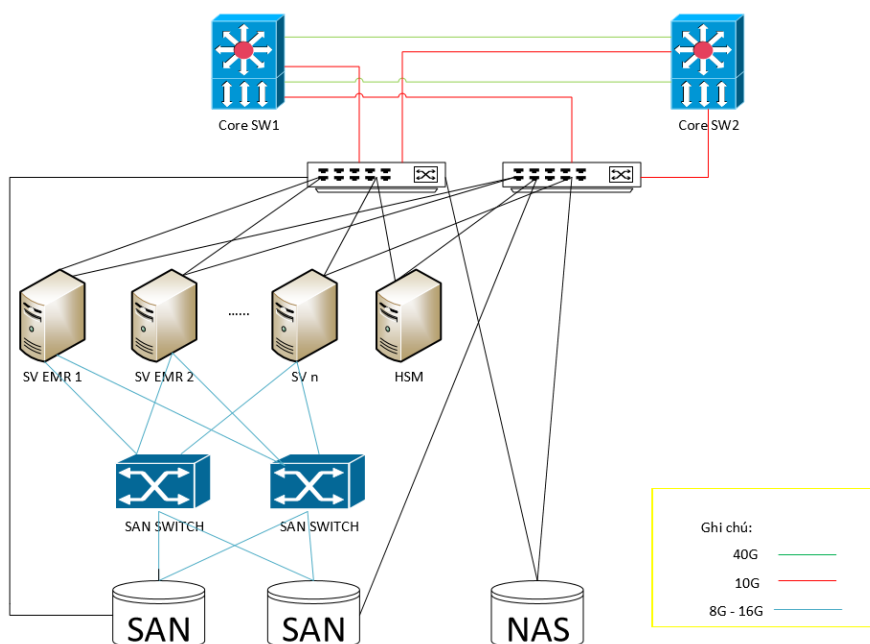 Core SW1
Core SW2
SV EMR 1
SV EMR 2
......
SV n
HSM
SAN SWITCH
SAN SWITCH
SAN
SAN
NAS
Ghi chú:
40G
10G
8G - 16G